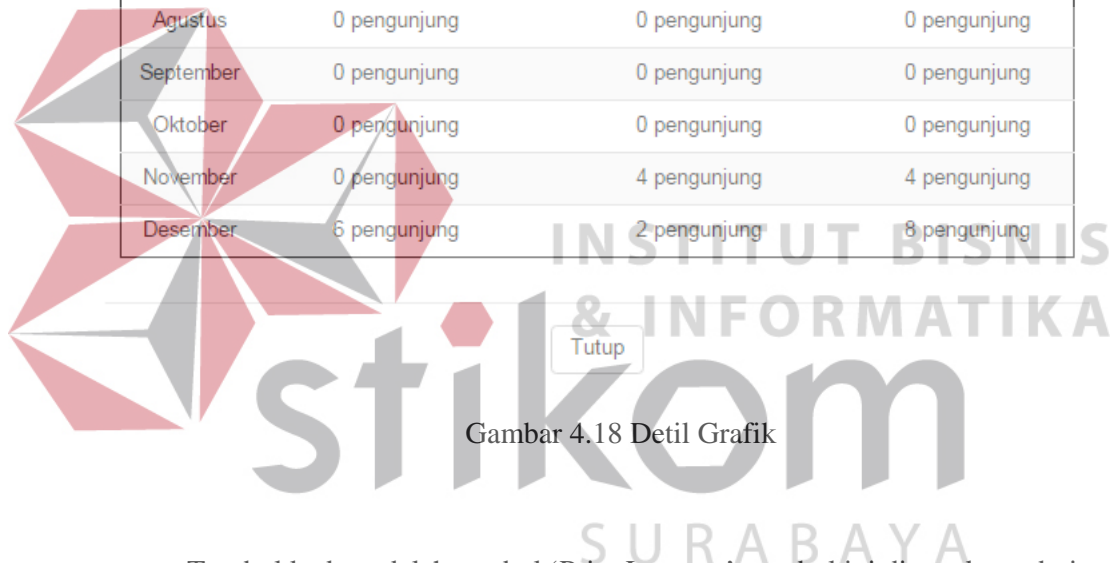 Agustus 0 pengunjung 0 pengunjung 0 pengunjung
September 0 pengunjung 0 pengunjung 0 pengunjung
Oktober 0 pengunjung 0 pengunjung 0 pengunjung
November 0 pengunjung 4 pengunjung 4 pengunjung
Desember 6 pengunjung 2 pengunjung 8 pengunjung
INSTITUT BISNIS
& INFORMATIKA
Tutup
stikom
Gambar 4.18 Detil Grafik
SURABAYA